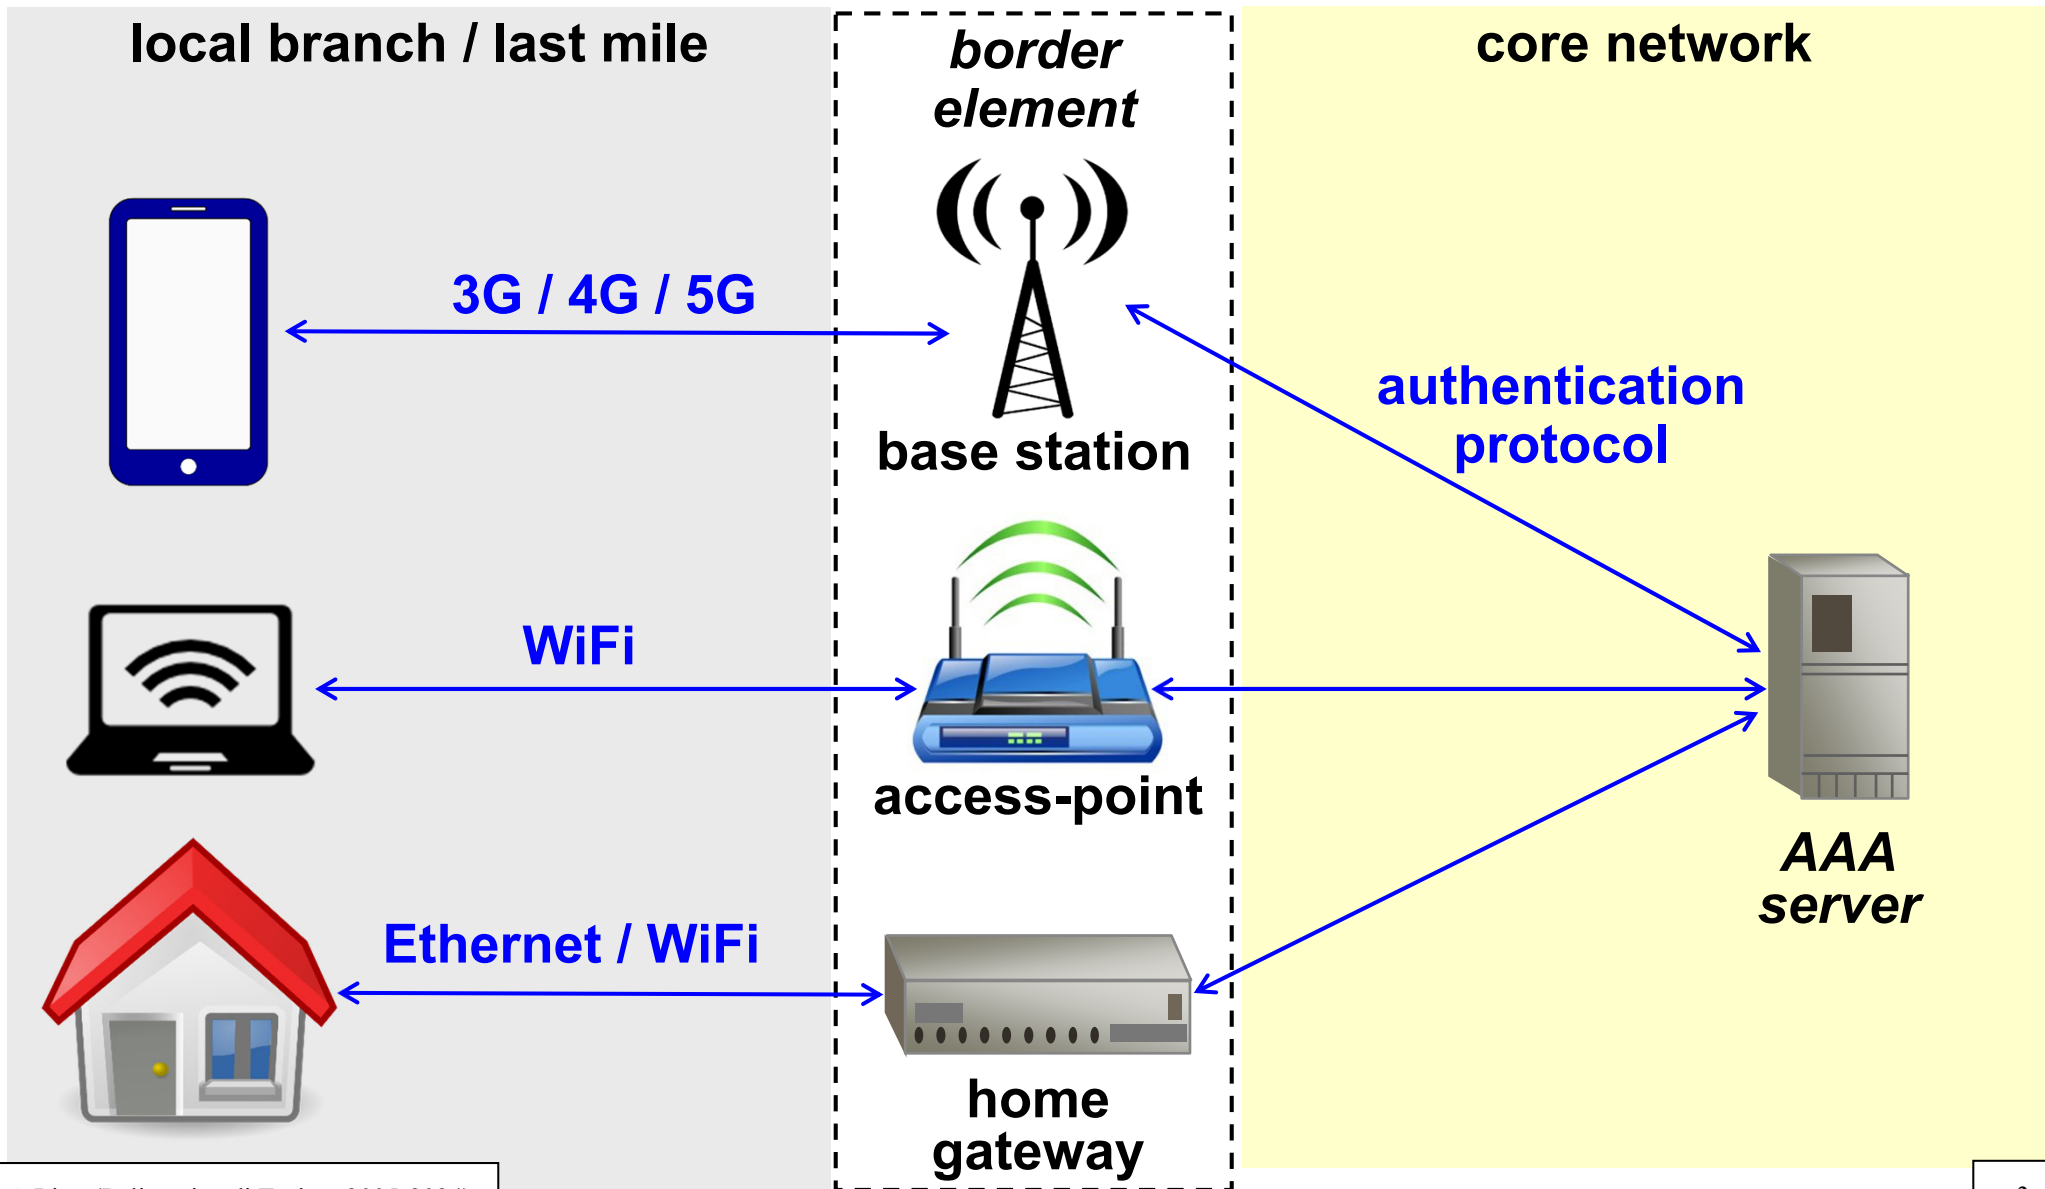 local branch / last mile
border
element
core network
3G / 4G / 5G
authentication
protocol
base station
WiFi
access-point
AAA
server
Ethernet / WiFi
home
gateway